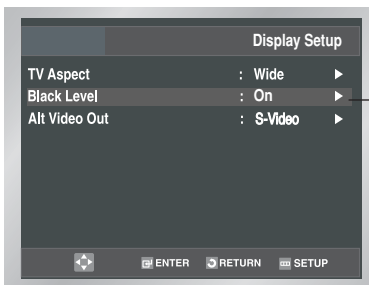 Display Setup
TV Aspect : Wide
Black Level : On
Alt Video Out : S-Video
ENTER RETURN SETUP